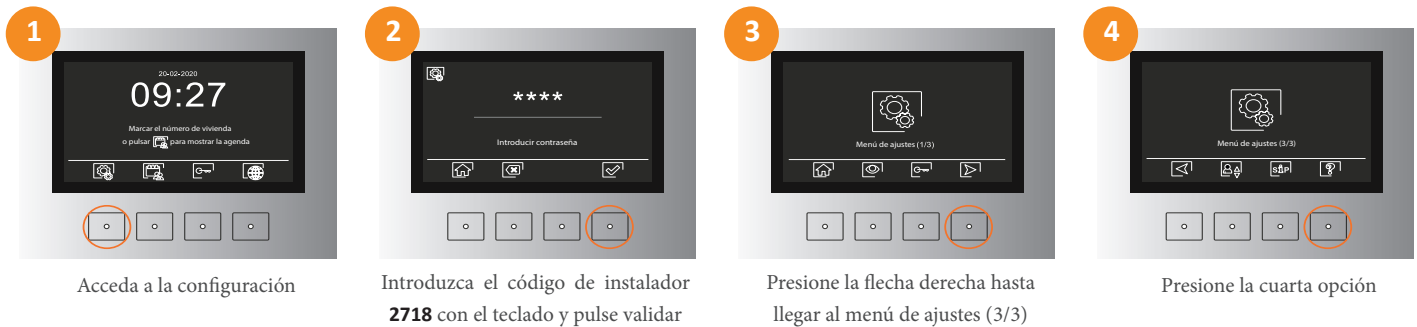 1
20-02-2020
09:27
Marcar el número de vivienda
o pulsar para mostrar la agenda
Acceda a la configuración
2
****
Introducir contraseña
Introduzca el código de instalador
2718 con el teclado y pulse validar
3
Menú de ajustes (1/3)
Presione la flecha derecha hasta
llegar al menú de ajustes (3/3)
4
Menú de ajustes (3/3)
SIP
Presione la cuarta opción